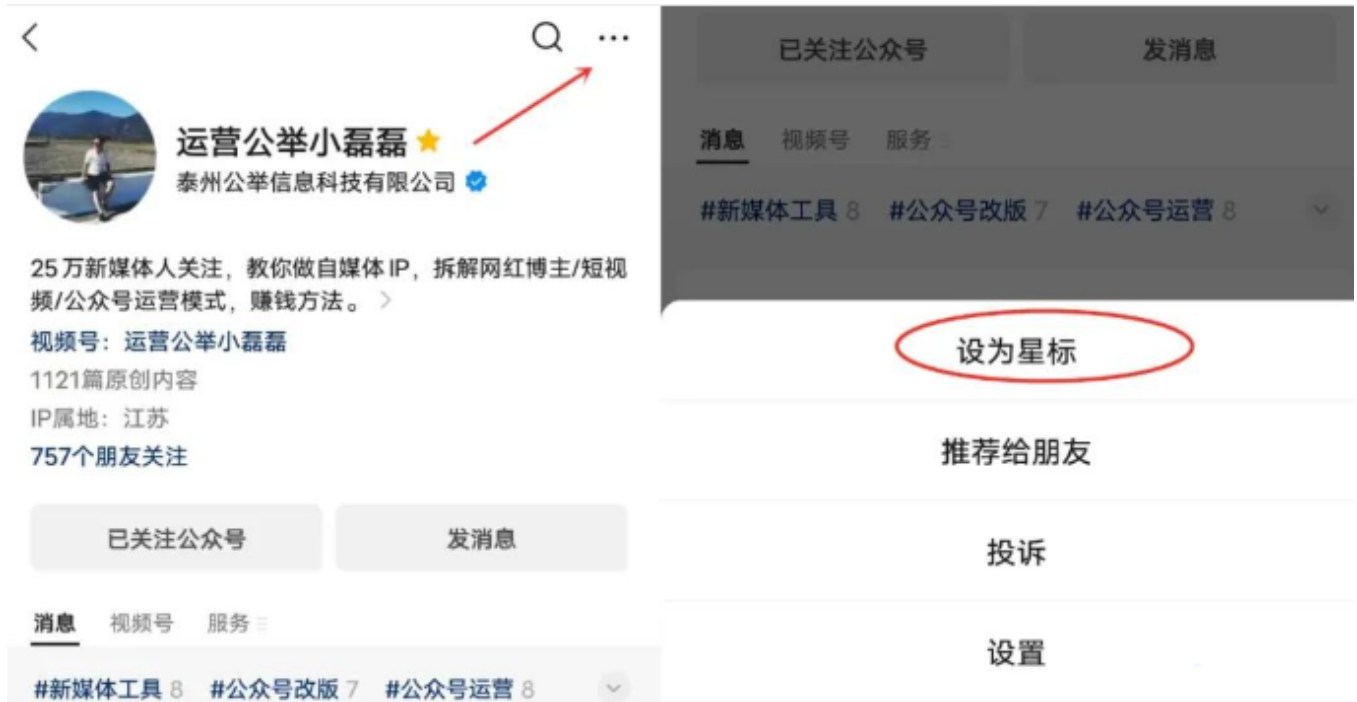 运营公举小磊磊
泰州公举信息科技有限公司
25万新媒体人关注，教你做自媒体IP，拆解网红博主/短视
频/公众号运营模式，赚钱方法。
视频号：运营公举小磊磊
1121篇原创内容
IP属地：江苏
757个朋友关注
已关注公众号 发消息
消息 视频号 服务
#新媒体工具 8 #公众号改版 7 #公众号运营 8
已关注公众号 发消息
消息 视频号 服务
#新媒体工具 8 #公众号改版 7 #公众号运营 8
设为星标
推荐给朋友
投诉
设置